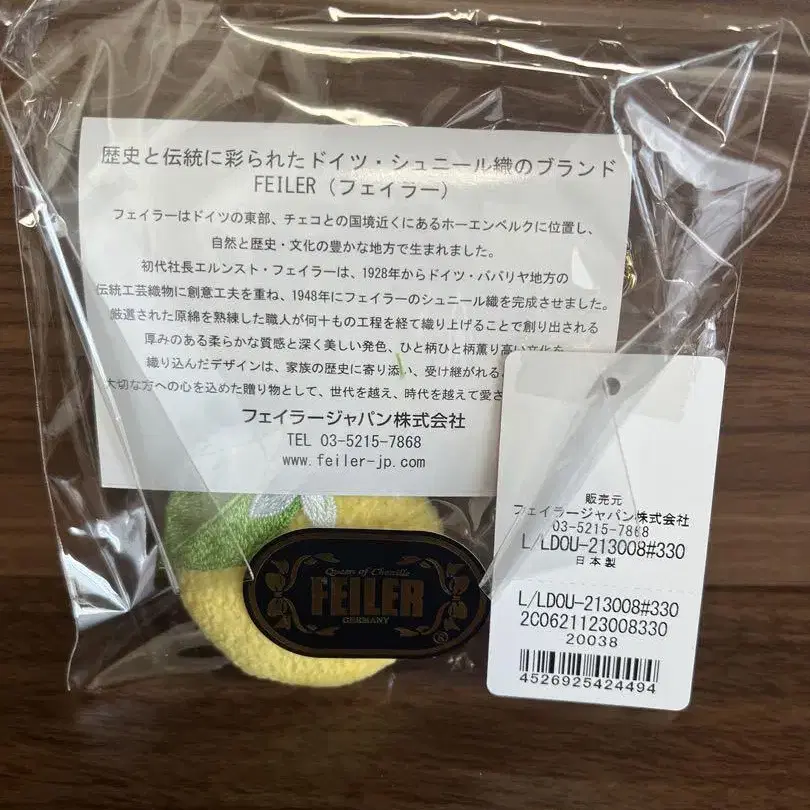 歴史と伝統に彩られたドイツ・シュニール織のブランド
FEILER（フェイラー）
フェイラーはドイツの東部、チェコとの国境近くにあるホーエンベルクに位置し、
自然と歴史・文化の豊かな地方で生まれました。
初代社長エルンスト・フェイラーは、1928年からドイツ・ババリヤ地方の
伝統工芸織物に創意工夫を重ね、1948年にフェイラーのシュニール織を完成させました。
厳選された原綿を熟練した職人が何十もの工程を経て織り上げることで創り出される
厚みのある柔らかな質感と深く美しい発色、ひと柄ひと柄薫り高い文化を
織り込んだデザインは、家族の歴史に寄り添い、受け継がれる
大切な方への心を込めた贈り物として、世代を越え、時代を越えて愛さ
フェイラージャパン株式会社
TEL 03-5215-7868
www.feiler-jp.com
Queen of Chenille
FEILER
GERMANY
®
販売元
フェイラージャパン株式会社
03-5215-7868
L/LDOU-213008#330
日本製
L/LDOU-213008#330
2C0621123008330
20038
4526925424494